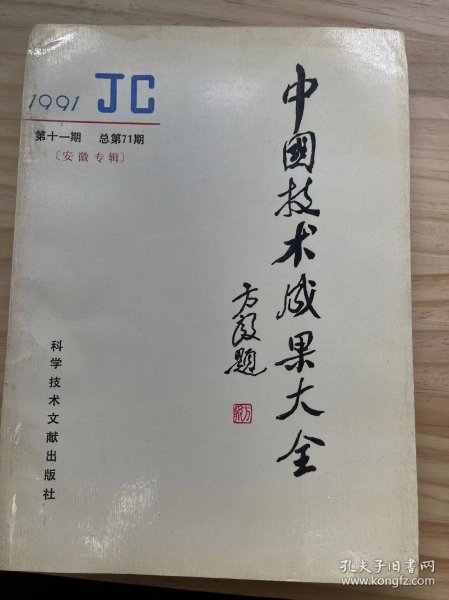 1991 JC
第十一期 总第71期
〔安徽专辑〕
中國技术成果大全
方毅题
科学技术文献出版社
孔夫子旧书网
www.kongfz.com